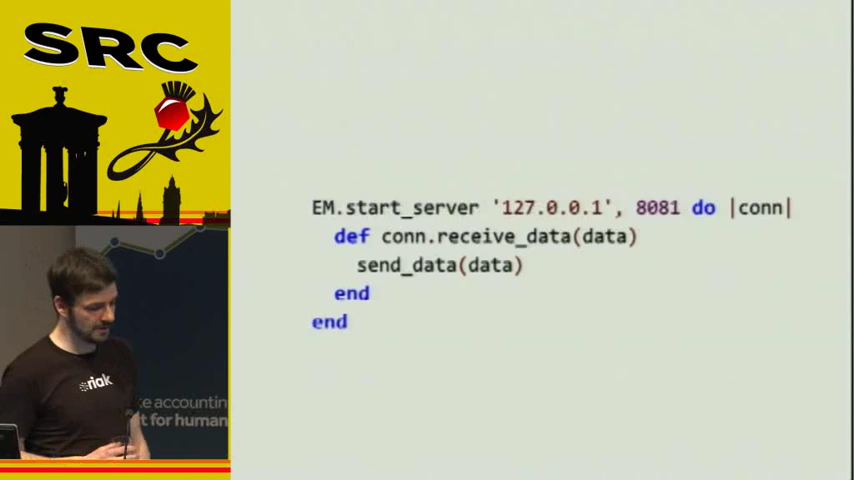 SRC
EM.start_server '127.0.0.1', 8081 do |conn|
  def conn.receive_data(data)
    send_data(data)
  end
end
riak
e accountin
t for human